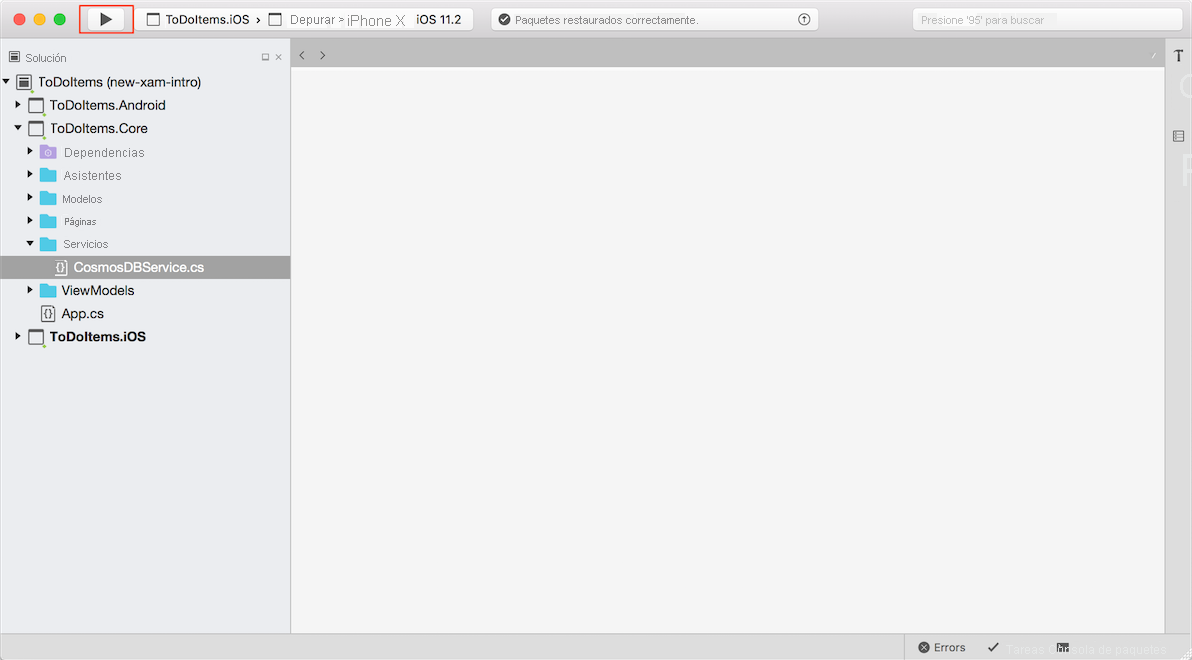 ToDoItems.iOS › Depurar > iPhone X iOS 11.2
Paquetes restaurados correctamente.
Presione '95' para buscar
Solución
ToDoItems (new-xam-intro)
ToDoItems.Android
ToDoItems.Core
Dependencias
Asistentes
Modelos
Páginas
Servicios
CosmosDBService.cs
ViewModels
App.cs
ToDoItems.iOS
Errors
Tareas Consola de paquetes